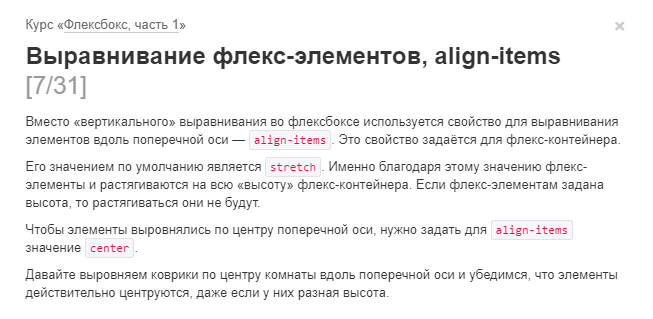 Курс «Флексбокс, часть 1»
×
Выравнивание флекс-элементов, align-items
[7/31]
Вместо «вертикального» выравнивания во флексбоксе используется свойство для выравнивания
элементов вдоль поперечной оси — align-items. Это свойство задаётся для флекс-контейнера.
Его значением по умолчанию является stretch. Именно благодаря этому значению флекс-
элементы и растягиваются на всю «высоту» флекс-контейнера. Если флекс-элементам задана
высота, то растягиваться они не будут.
Чтобы элементы выровнялись по центру поперечной оси, нужно задать для align-items
значение center.
Давайте выровняем коврики по центру комнаты вдоль поперечной оси и убедимся, что элементы
действительно центруются, даже если у них разная высота.